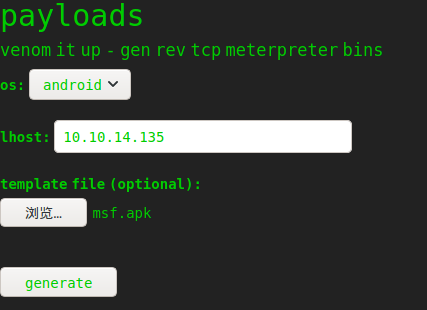 payloads
venom it up - gen rev tcp meterpreter bins
os: android
lhost: 10.10.14.135
template file (optional):
浏览… msf.apk
generate